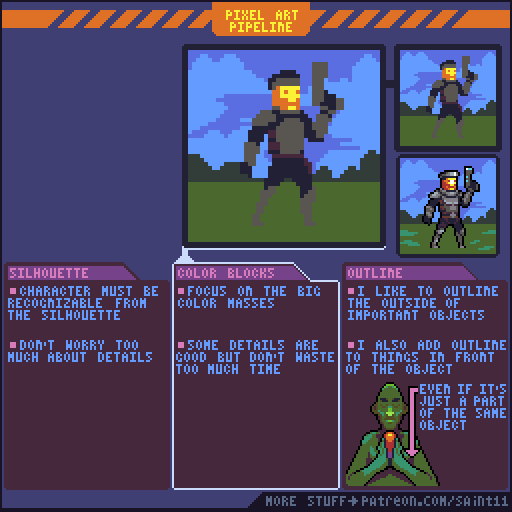 PIXEL ART
PIPELINE
SILHOUETTE
CHARACTER MUST BE
RECOGNIZABLE FROM
THE SILHOUETTE
DON'T WORRY TOO
MUCH ABOUT DETAILS
COLOR BLOCKS
FOCUS ON THE BIG
COLOR MASSES
SOME DETAILS ARE
GOOD BUT DON'T WASTE
TOO MUCH TIME
OUTLINE
I LIKE TO OUTLINE
THE OUTSIDE OF
IMPORTANT OBJECTS
I ALSO ADD OUTLINE
TO THINGS IN FRONT
OF THE OBJECT
EVEN IF IT'S
JUST A PART
OF THE SAME
OBJECT
MORE STUFF→PATREON.COM/SAINT11